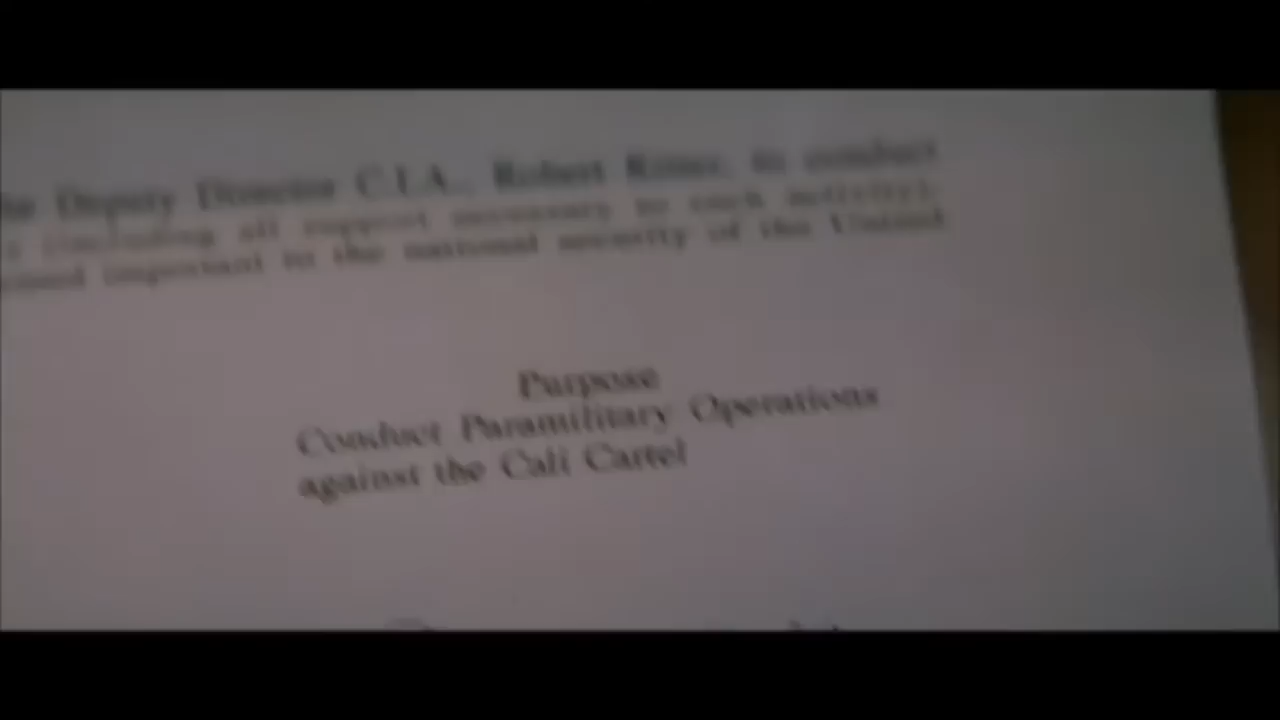 Deputy Director C.I.A., Robert Ritter, to conduct
(including all support necessary to such activity),
important to the national security of the United
Purpose
Conduct Paramilitary Operations
against the Cali Cartel